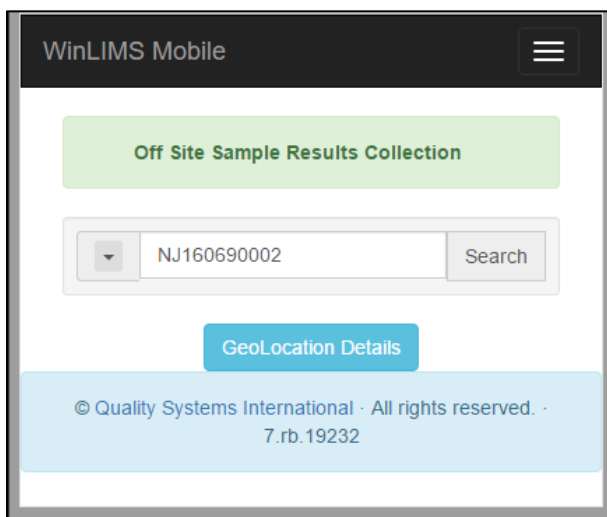 WinLIMS Mobile
Off Site Sample Results Collection
NJ160690002
Search
GeoLocation Details
© Quality Systems International · All rights reserved. ·
7.rb.19232